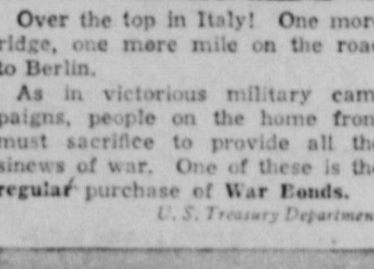 Over the top in Italy! One mor
ridge, one more mile on the roa
to Berlin.
As in victorious military cam
paigns, people on the home fron
must sacrifice to provide all th
sinews of war. One of these is th
regular purchase of War Bonds.
U. S. Treasury Departmen